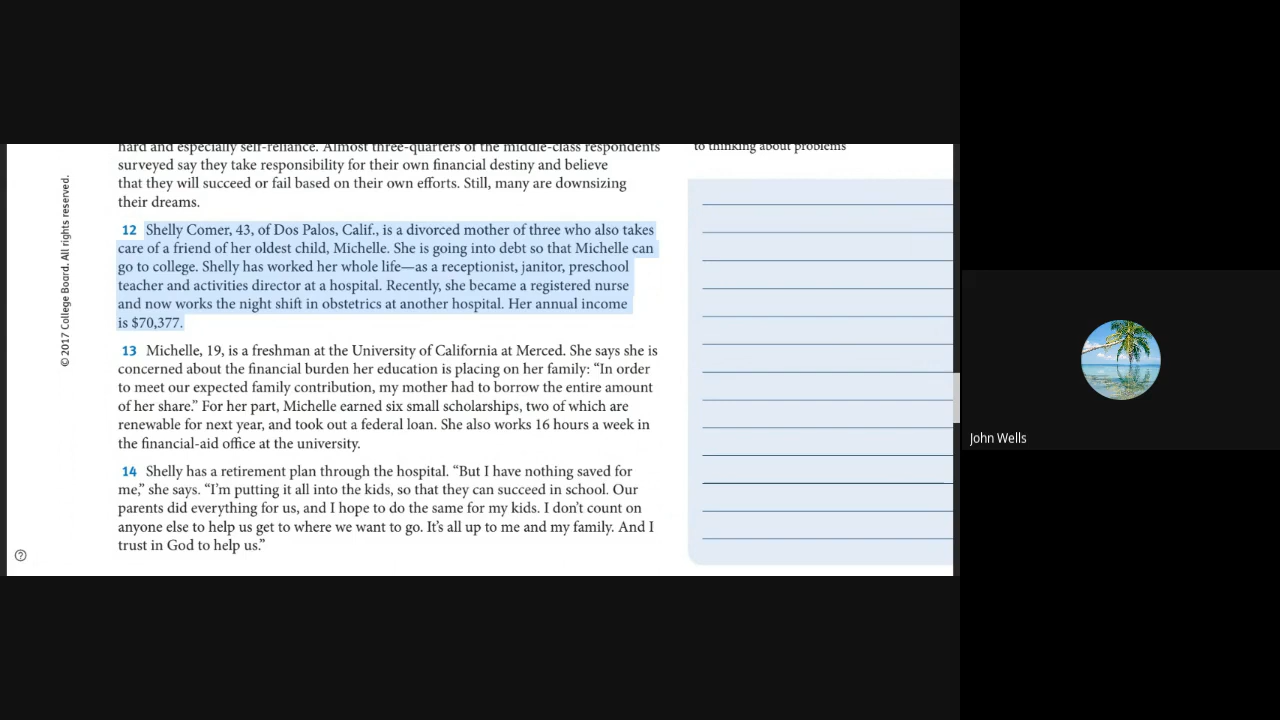 hard and especially self-reliance. Almost three-quarters of the middle-class respondents
surveyed say they take responsibility for their own financial destiny and believe
that they will succeed or fail based on their own efforts. Still, many are downsizing
their dreams.
12 Shelly Comer, 43, of Dos Palos, Calif., is a divorced mother of three who also takes
care of a friend of her oldest child, Michelle. She is going into debt so that Michelle can
go to college. Shelly has worked her whole life—as a receptionist, janitor, preschool
teacher and activities director at a hospital. Recently, she became a registered nurse
and now works the night shift in obstetrics at another hospital. Her annual income
is $70,377.
13 Michelle, 19, is a freshman at the University of California at Merced. She says she is
concerned about the financial burden her education is placing on her family: “In order
to meet our expected family contribution, my mother had to borrow the entire amount
of her share.” For her part, Michelle earned six small scholarships, two of which are
renewable for next year, and took out a federal loan. She also works 16 hours a week in
the financial-aid office at the university.
14 Shelly has a retirement plan through the hospital. “But I have nothing saved for
me,” she says. “I’m putting it all into the kids, so that they can succeed in school. Our
parents did everything for us, and I hope to do the same for my kids. I don’t count on
anyone else to help us get to where we want to go. It’s all up to me and my family. And I
trust in God to help us.”
to thinking about problems
© 2017 College Board. All rights reserved.
John Wells